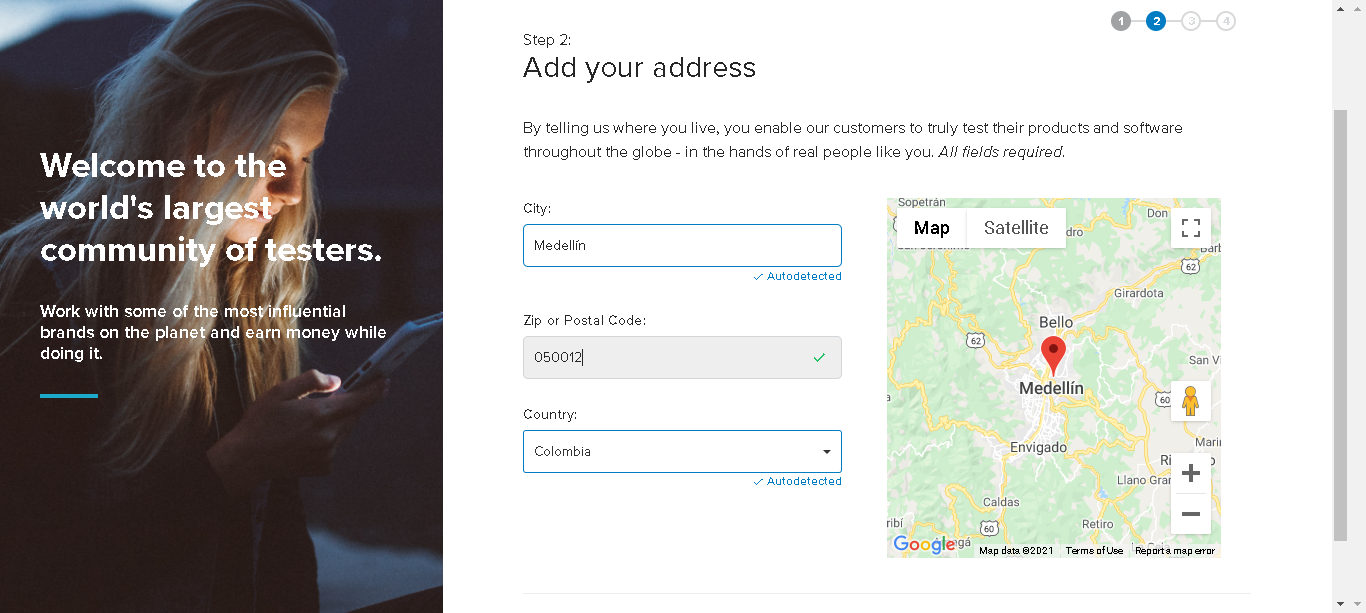 Welcome to the
world's largest
community of testers.
Work with some of the most influential
brands on the planet and earn money while
doing it.
1 2 3 4
Step 2:
Add your address
By telling us where you live, you enable our customers to truly test their products and software
throughout the globe - in the hands of real people like you. All fields required.
City:
Medellín
Autodetected
Zip or Postal Code:
050012
Country:
Colombia
Autodetected
Sopetrán
Don
Map Satellite
62
Girardota
Bello
62
San V
Medellín
60
Envigado
Marin
Llano Gran
Caldas
60
Retiro
Google
Map data ©2021 Terms of Use Report a map error